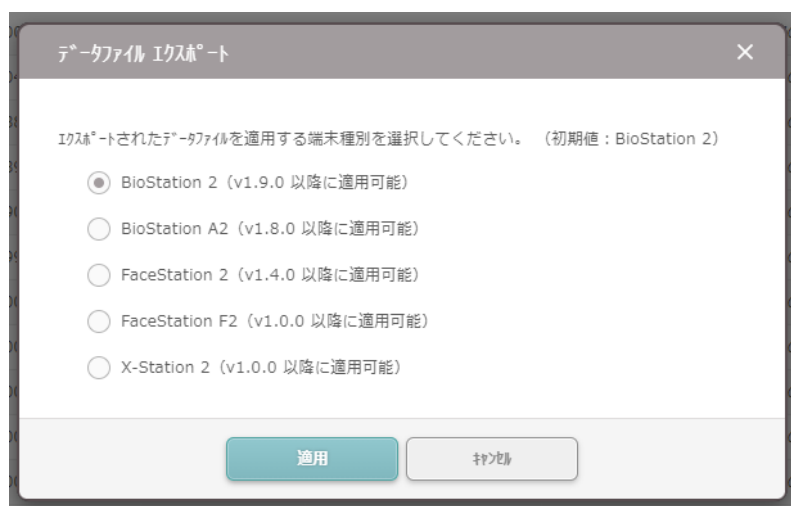 ﾃﾞｰﾀﾌｧｲﾙ ｴｸｽﾎﾟｰﾄ
ｴｸｽﾎﾟｰﾄされたﾃﾞｰﾀﾌｧｲﾙを適用する端末種別を選択してください。 （初期値：BioStation 2）
BioStation 2（v1.9.0 以降に適用可能）
BioStation A2（v1.8.0 以降に適用可能）
FaceStation 2（v1.4.0 以降に適用可能）
FaceStation F2（v1.0.0 以降に適用可能）
X-Station 2（v1.0.0 以降に適用可能）
適用 ｷｬﾝｾﾙ